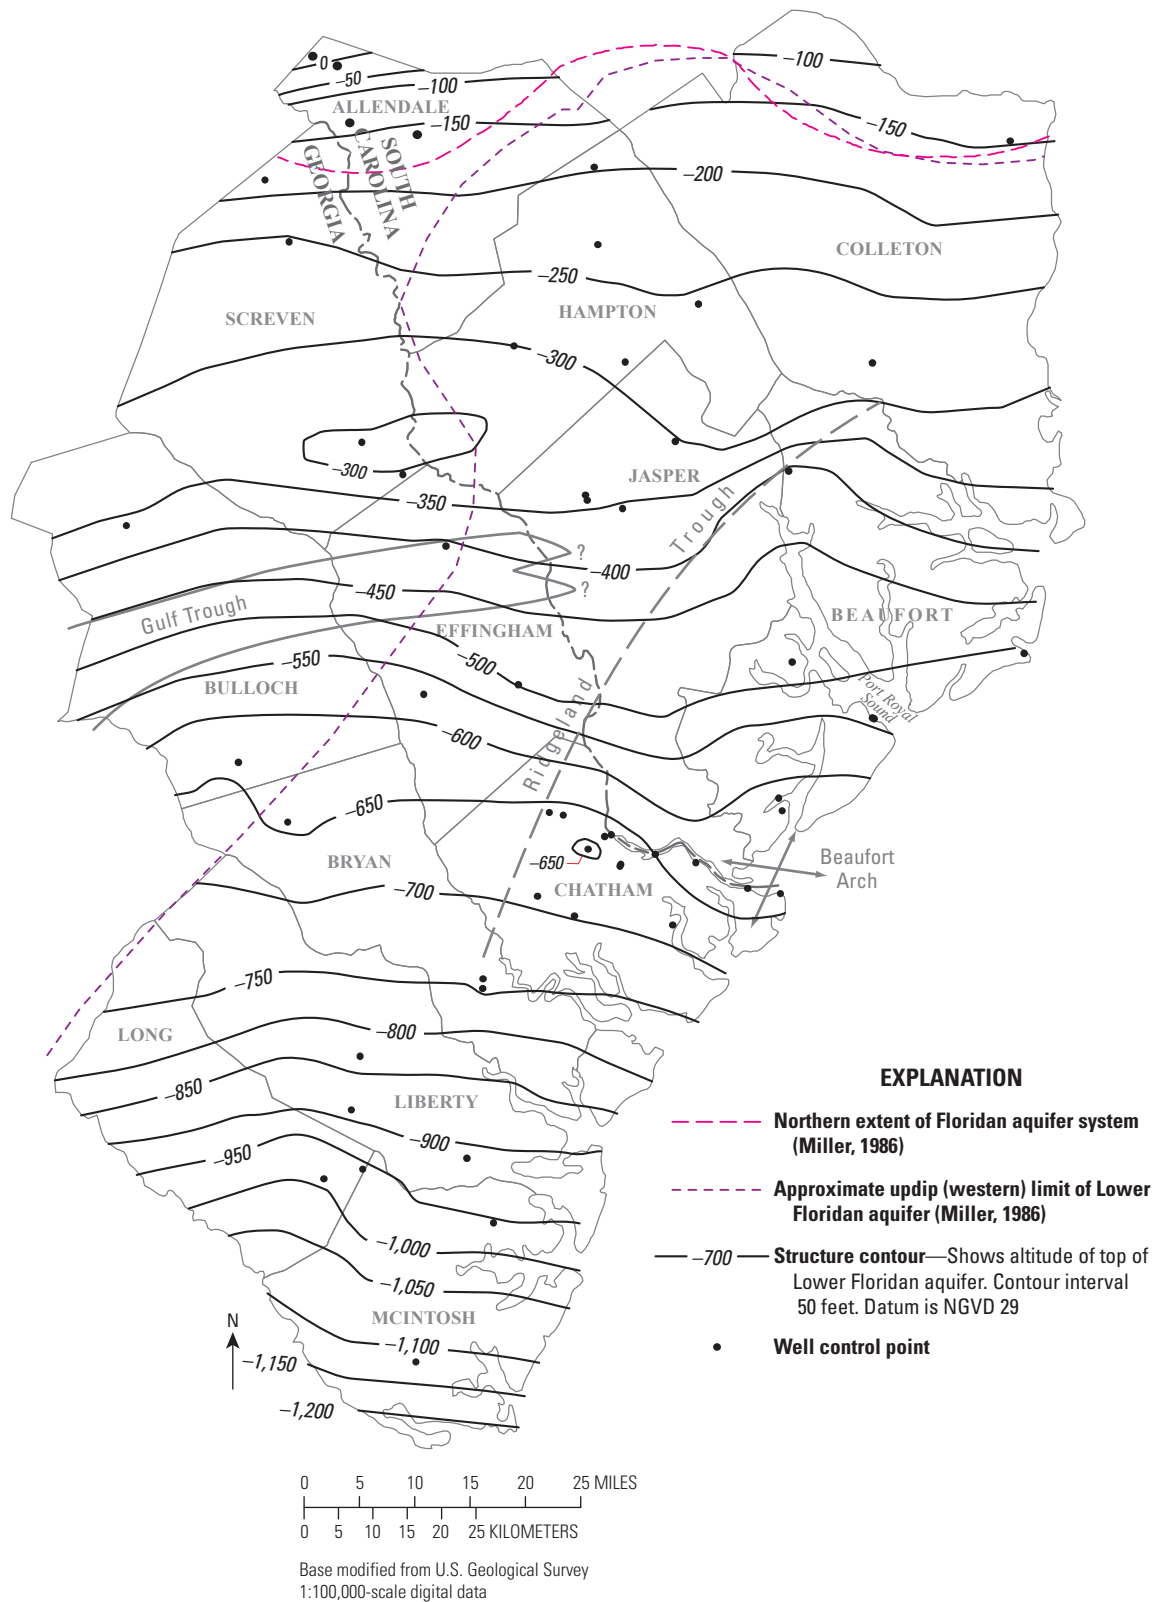 0
–50
–100
–100
ALLENDALE
–150
–150
SOUTH
CAROLINA
GEORGIA
–200
COLLETON
–250
HAMPTON
SCREVEN
–300
–300
JASPER
–350
Trough
?
–400
–450
?
Gulf Trough
BEAUFORT
EFFINGHAM
–500
–550
BULLOCH
Port Royal
Sound
Ridgeland
–600
–650
–650
BRYAN
CHATHAM
Beaufort
Arch
–700
–750
LONG
–800
–850
LIBERTY
–900
–950
–1,000
–1,050
MCINTOSH
N
–1,100
–1,150
–1,200
EXPLANATION
Northern extent of Floridan aquifer system
(Miller, 1986)
Approximate updip (western) limit of Lower
Floridan aquifer (Miller, 1986)
–700 Structure contour—Shows altitude of top of
Lower Floridan aquifer. Contour interval
50 feet. Datum is NGVD 29
Well control point
0 5 10 15 20 25 MILES
0 5 10 15 20 25 KILOMETERS
Base modified from U.S. Geological Survey
1:100,000-scale digital data